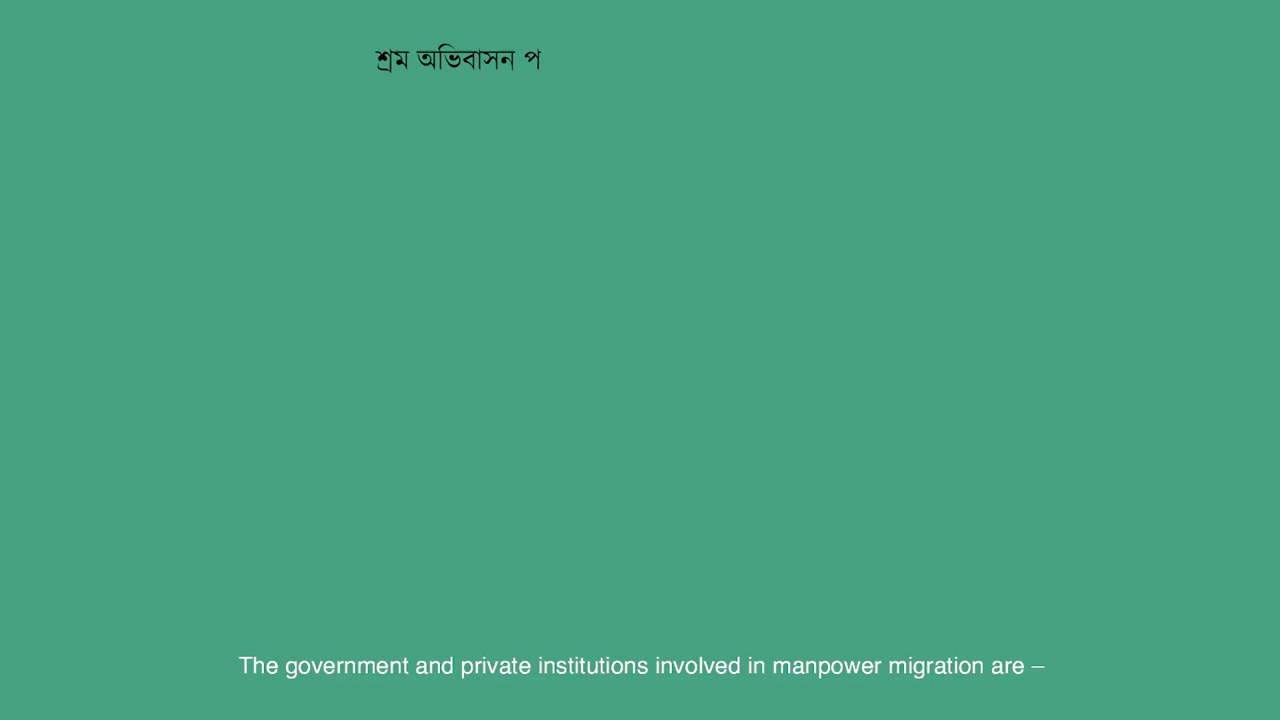 শ্রম অভিবাসন প
The government and private institutions involved in manpower migration are –